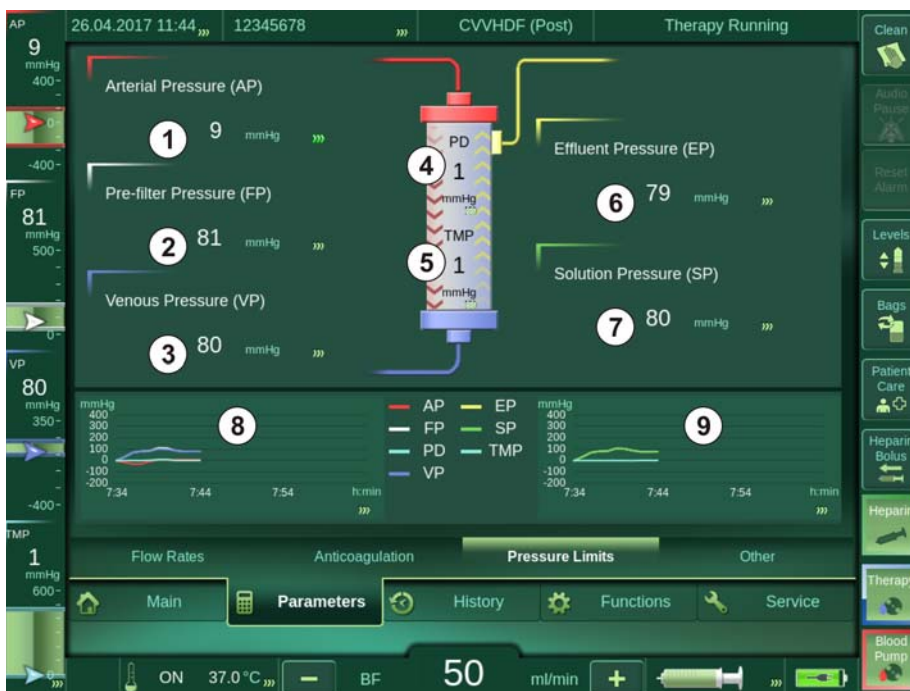 26.04.2017 11:44 12345678 CVVHDF (Post) Therapy Running
AP
9
mmHg
400
0
-400
FP
81
mmHg
500
0
VP
80
mmHg
350
-400
TMP
1
mmHg
600
0
Arterial Pressure (AP)
1 9 mmHg
Pre-filter Pressure (FP)
2 81 mmHg
Venous Pressure (VP)
3 80 mmHg
PD
4 1
mmHg
TMP
5 1
mmHg
Effluent Pressure (EP)
6 79 mmHg
Solution Pressure (SP)
7 80 mmHg
mmHg
400
300
200
100
0
-100
-200
8
7:34 7:44 7:54 h:min
AP EP
FP SP
PD TMP
VP
mmHg
400
300
200
100
0
-100
-200
9
7:34 7:44 7:54 h:min
Flow Rates Anticoagulation Pressure Limits Other
Main Parameters History Functions Service
ON 37.0 °C BF 50 ml/min
Clean
Audio
Pause
Reset
Alarm
Levels
Bags
Patient
Care
Heparin
Bolus
Heparin
Therapy
Blood
Pump